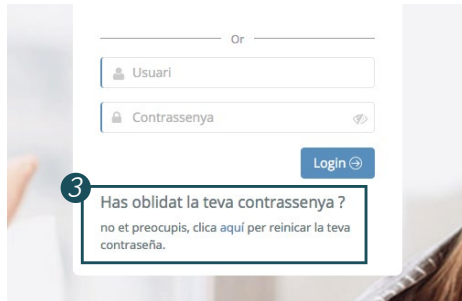 Or
Usuari
Contrassenya
Login
3
Has oblidat la teva contrassenya ?
no et preocupis, clica aquí per reinicar la teva
contraseña.